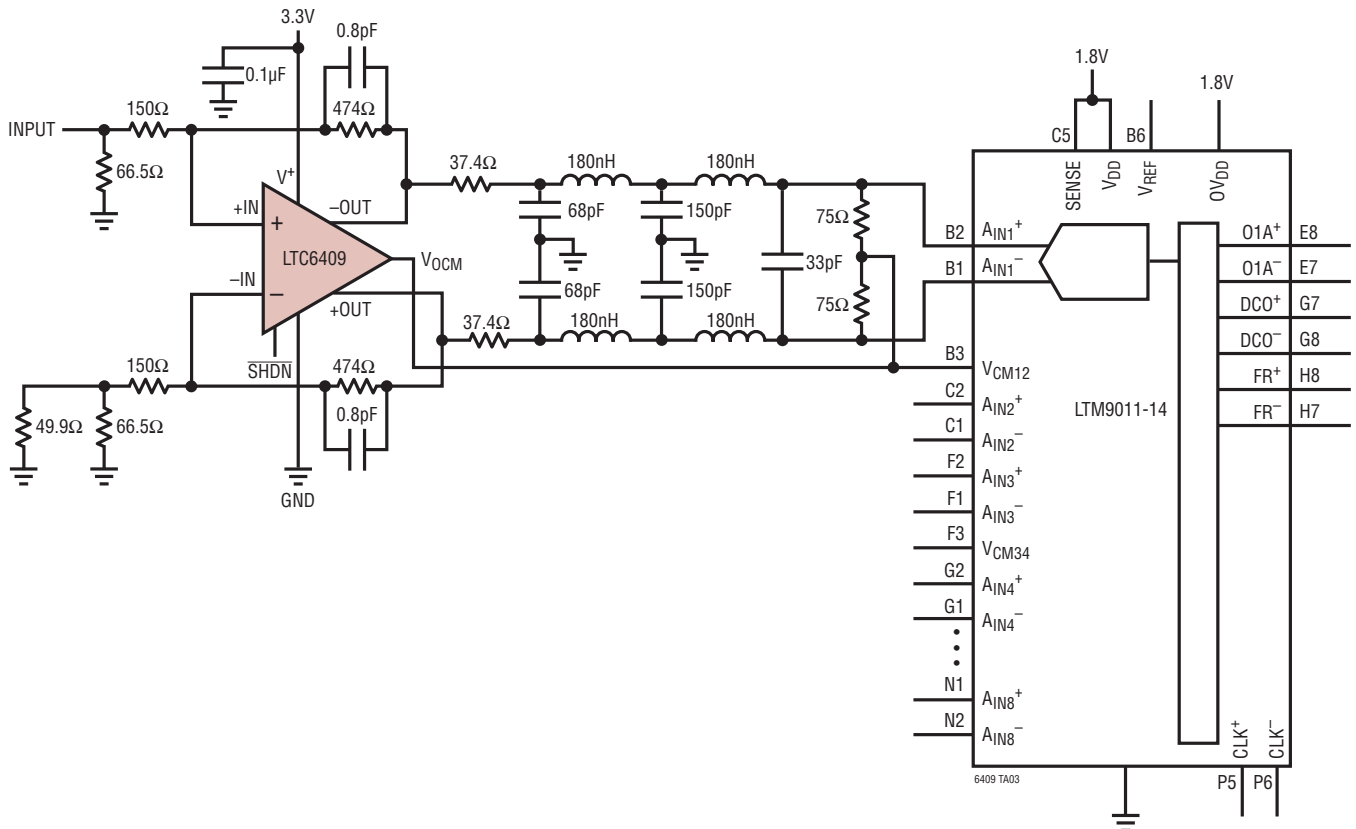 3.3V
0.8pF
0.1µF
150Ω
474Ω
INPUT
66.5Ω
V+
+IN
+
–OUT
LTC6409
VOCM
–IN
–
+OUT
SHDN
150Ω
474Ω
0.8pF
49.9Ω
66.5Ω
GND
37.4Ω
180nH
180nH
68pF
150pF
33pF
75Ω
68pF
150pF
75Ω
37.4Ω
180nH
180nH
1.8V
1.8V
C5
B6
SENSE
VDD
VREF
OVDD
B2
AIN1+
B1
AIN1–
B3
VCM12
C2
AIN2+
C1
AIN2–
F2
AIN3+
F1
AIN3–
F3
VCM34
G2
AIN4+
G1
AIN4–
N1
AIN8+
N2
AIN8–
LTM9011-14
O1A+
E8
O1A–
E7
DCO+
G7
DCO–
G8
FR+
H8
FR–
H7
CLK+
CLK–
P5
P6
6409 TA03